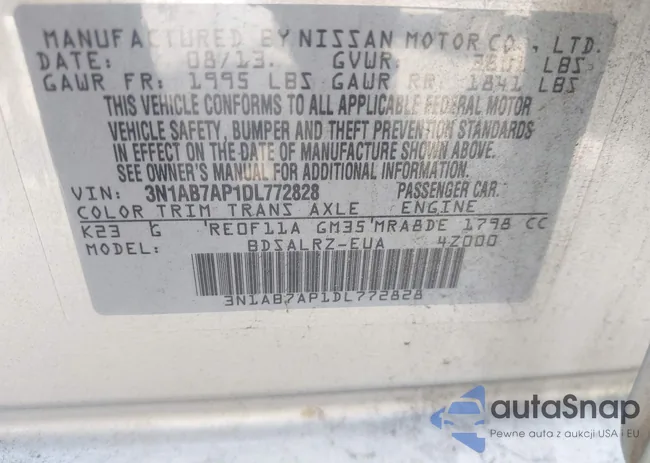 MANUFACTURED BY NISSAN MOTOR CO., LTD.
DATE: 08/13. GVWR: LBS
GAWR FR: 1995 LBS GAWR RR: 1841 LBS
THIS VEHICLE CONFORMS TO ALL APPLICABLE FEDERAL MOTOR
VEHICLE SAFETY, BUMPER AND THEFT PREVENTION STANDARDS
IN EFFECT ON THE DATE OF MANUFACTURE SHOWN ABOVE.
SEE OWNER'S MANUAL FOR ADDITIONAL INFORMATION.
VIN: 3N1AB7AP1DL772828 PASSENGER CAR.
COLOR TRIM TRANS AXLE ENGINE
K23 G RE0F11A GM35 MRA8DE 1798 CC
MODEL: BDSALRZ-EUA 4Z000
3N1AB7AP1DL772828
autoSnap
Pewne auta z aukcji USA i EU